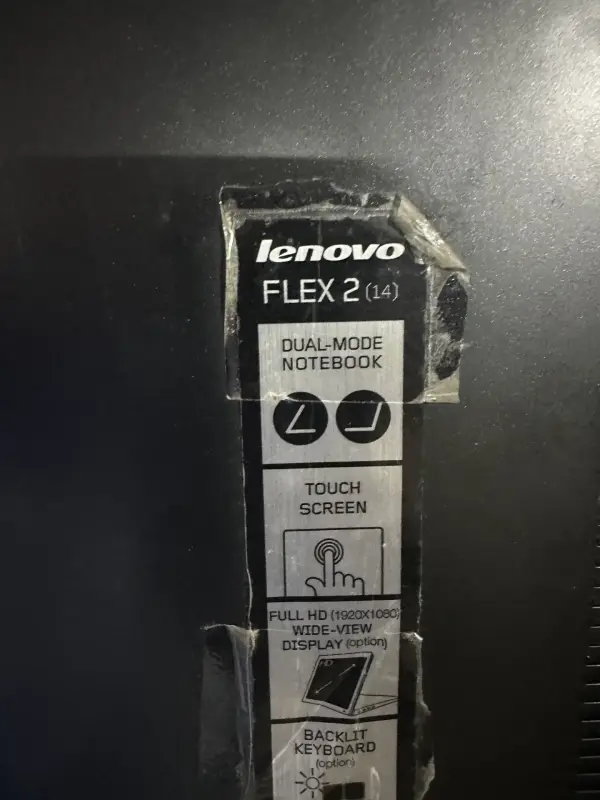 lenovo
FLEX 2 (14)
DUAL-MODE
NOTEBOOK
TOUCH
SCREEN
FULL HD (1920X1080)
WIDE-VIEW
DISPLAY (option)
HD
BACKLIT
KEYBOARD
(option)